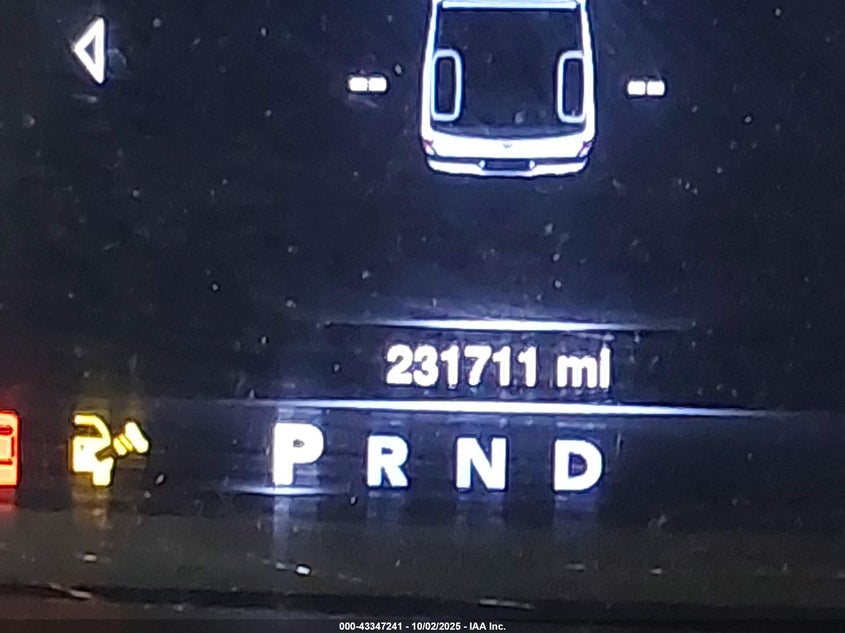 -- --
231711 mi
P R N D
000-43347241 - 10/02/2025 - IAA Inc.